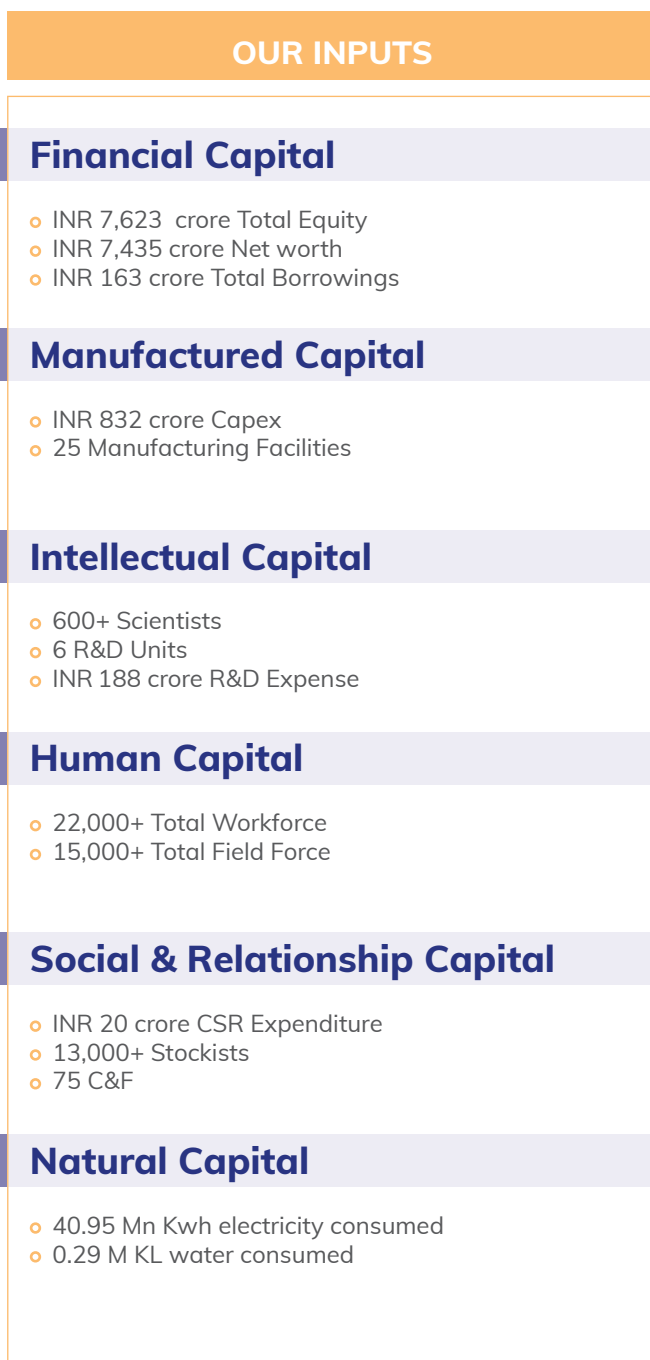 OUR INPUTS
Financial Capital
INR 7,623  crore Total Equity
INR 7,435 crore Net worth
INR 163 crore Total Borrowings
Manufactured Capital
INR 832 crore Capex
25 Manufacturing Facilities
Intellectual Capital
600+ Scientists
6 R&D Units
INR 188 crore R&D Expense
Human Capital
22,000+ Total Workforce
15,000+ Total Field Force
Social & Relationship Capital
INR 20 crore CSR Expenditure
13,000+ Stockists
75 C&F
Natural Capital
40.95 Mn Kwh electricity consumed
0.29 M KL water consumed